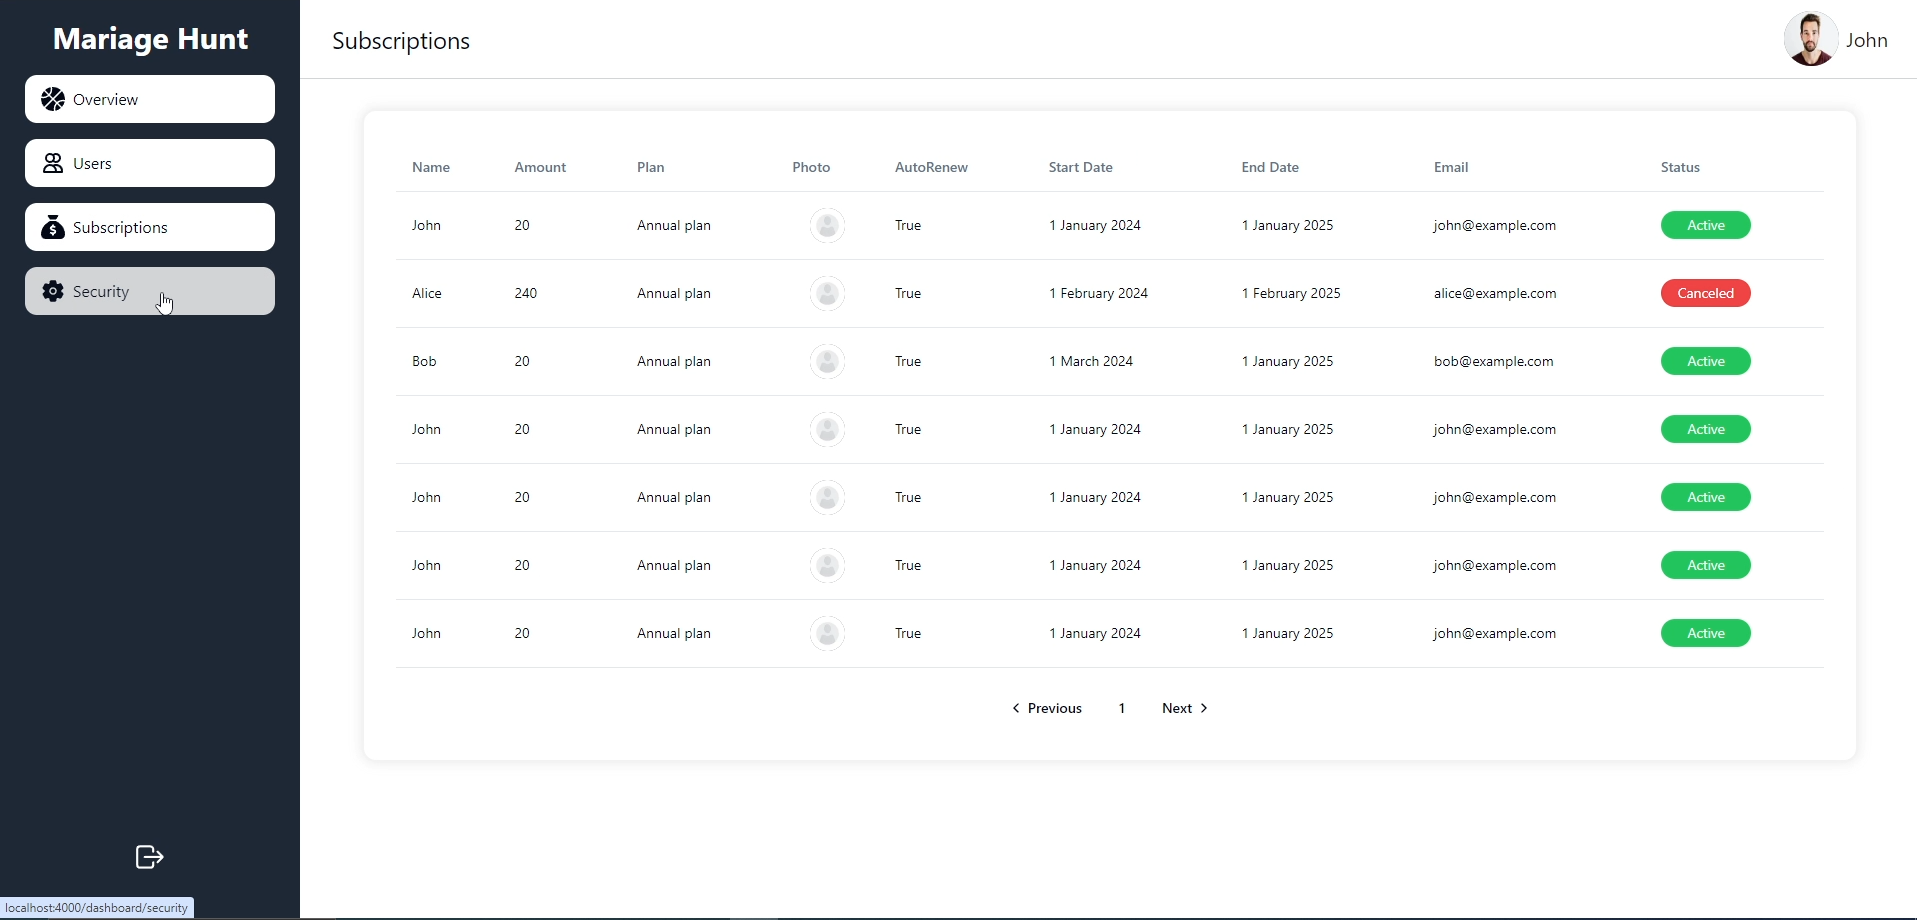 Mariage Hunt
Overview
Users
Subscriptions
Security
localhost:4000/dashboard/security
Subscriptions
John
Name Amount Plan Photo AutoRenew Start Date End Date Email Status
John 20 Annual plan True 1 January 2024 1 January 2025 john@example.com Active
Alice 240 Annual plan True 1 February 2024 1 February 2025 alice@example.com Canceled
Bob 20 Annual plan True 1 March 2024 1 January 2025 bob@example.com Active
John 20 Annual plan True 1 January 2024 1 January 2025 john@example.com Active
John 20 Annual plan True 1 January 2024 1 January 2025 john@example.com Active
John 20 Annual plan True 1 January 2024 1 January 2025 john@example.com Active
John 20 Annual plan True 1 January 2024 1 January 2025 john@example.com Active
Previous 1 Next